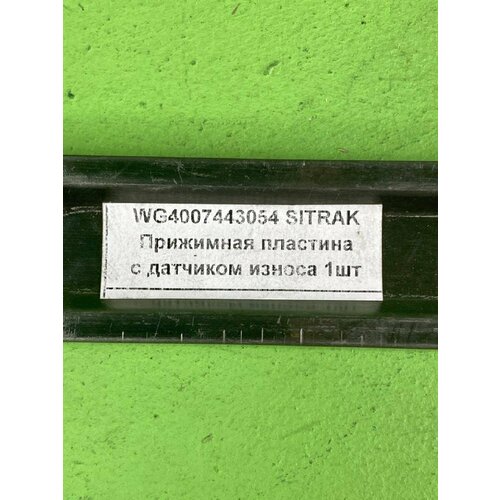 WG4007443054 SITRAK
Прижимная пластина
с датчиком износа 1шт